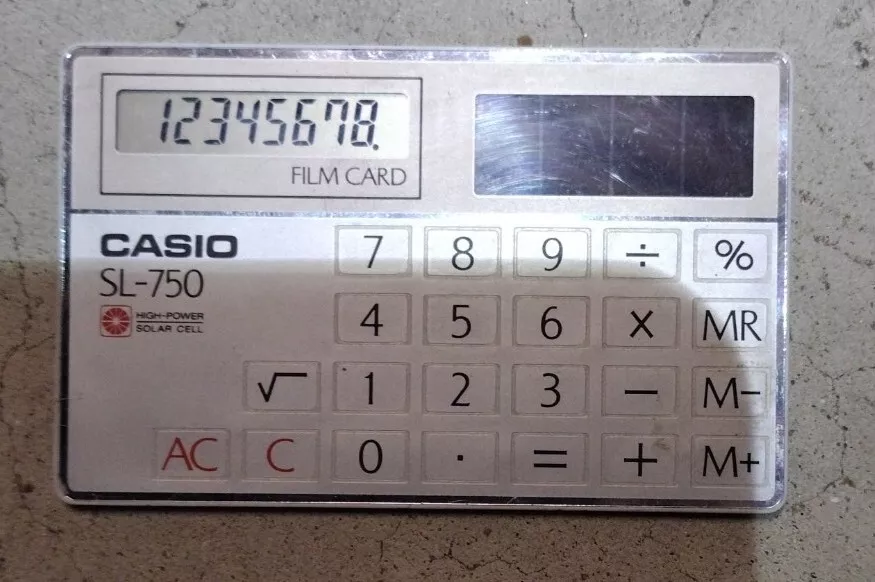 12345678.
FILM CARD
CASIO
SL-750
HIGH-POWER
SOLAR CELL
7 8 9 ÷ %
4 5 6 × MR
√ 1 2 3 − M−
AC C 0 · = + M+